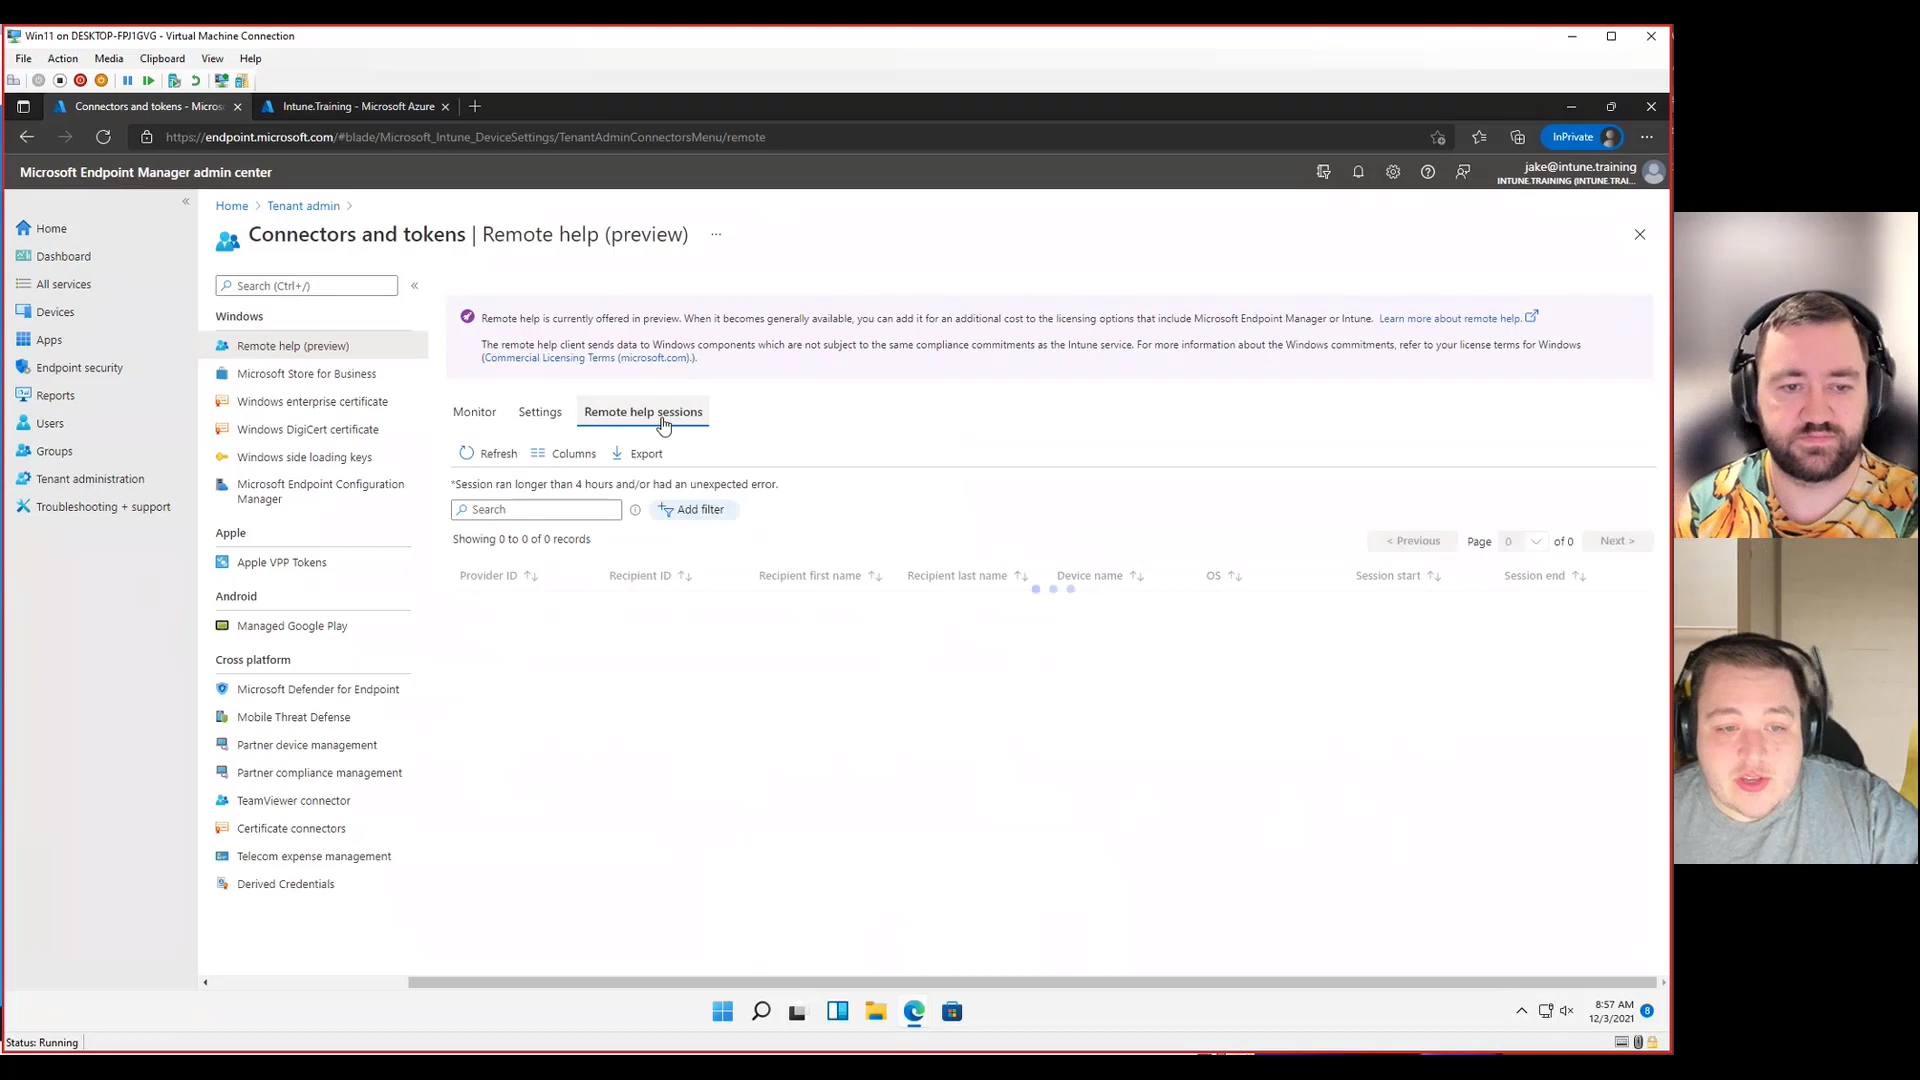 Win11 on DESKTOP-FPJ1GVG - Virtual Machine Connection
File Action Media Clipboard View Help
Connectors and tokens - Micros
Intune.Training - Microsoft Azure
https://endpoint.microsoft.com/#blade/Microsoft_Intune_DeviceSettings/TenantAdminConnectorsMenu/remote
InPrivate
Microsoft Endpoint Manager admin center
jake@intune.training
INTUNE.TRAINING (INTUNE.TRAI...
Home > Tenant admin >
Connectors and tokens | Remote help (preview) ...
Home
Dashboard
All services
Devices
Apps
Endpoint security
Reports
Users
Groups
Tenant administration
Troubleshooting + support
Search (Ctrl+/)
Windows
Remote help (preview)
Microsoft Store for Business
Windows enterprise certificate
Windows DigiCert certificate
Windows side loading keys
Microsoft Endpoint Configuration
Manager
Apple
Apple VPP Tokens
Android
Managed Google Play
Cross platform
Microsoft Defender for Endpoint
Mobile Threat Defense
Partner device management
Partner compliance management
TeamViewer connector
Certificate connectors
Telecom expense management
Derived Credentials
Remote help is currently offered in preview. When it becomes generally available, you can add it for an additional cost to the licensing options that include Microsoft Endpoint Manager or Intune. Learn more about remote help.
The remote help client sends data to Windows components which are not subject to the same compliance commitments as the Intune service. For more information about the Windows commitments, refer to your license terms for Windows
(Commercial Licensing Terms (microsoft.com).).
Monitor Settings Remote help sessions
Refresh Columns Export
*Session ran longer than 4 hours and/or had an unexpected error.
Search
Add filter
Showing 0 to 0 of 0 records
< Previous Page 0 of 0 Next >
Provider ID Recipient ID Recipient first name Recipient last name Device name OS Session start Session end
8:57 AM
12/3/2021
8
Status: Running